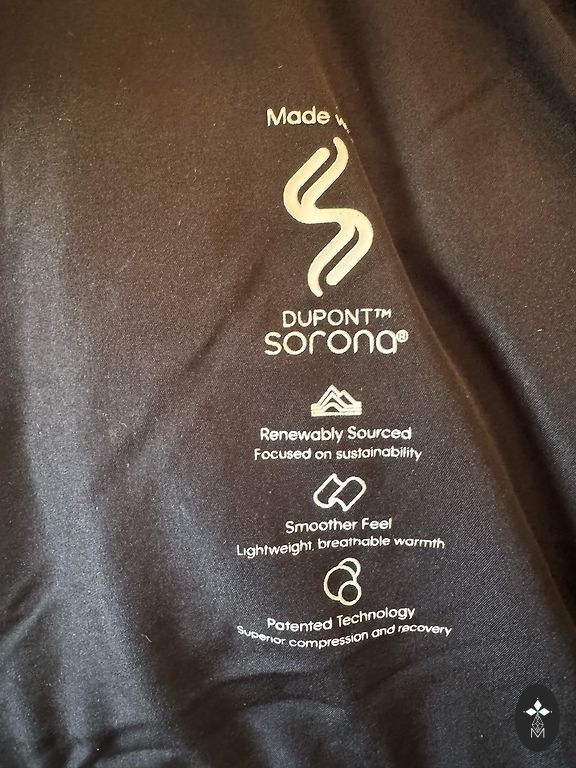 Made
DUPONT™
sorona®
Renewably Sourced
Focused on sustainability
Smoother Feel
Lightweight, breathable warmth
Patented Technology
Superior compression and recovery
M